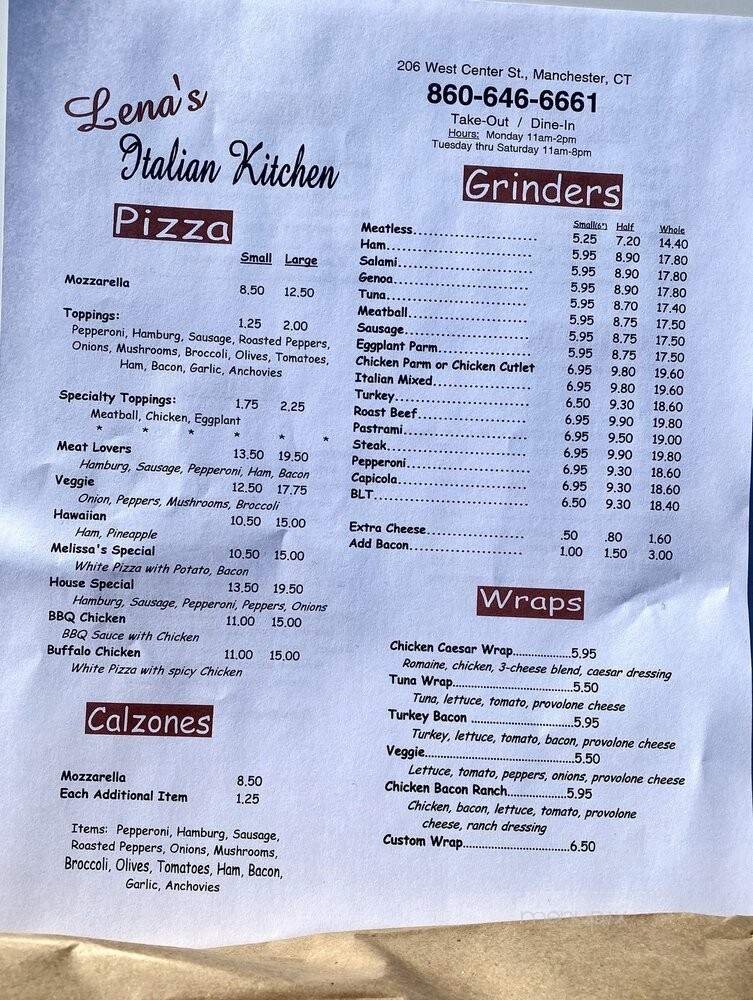 Lena's
Italian Kitchen
206 West Center St., Manchester, CT
860-646-6661
Take-Out / Dine-In
Hours: Monday 11am-2pm
Tuesday thru Saturday 11am-8pm
Pizza
Small Large
Mozzarella 8.50 12.50
Toppings: 1.25 2.00
Pepperoni, Hamburg, Sausage, Roasted Peppers,
Onions, Mushrooms, Broccoli, Olives, Tomatoes,
Ham, Bacon, Garlic, Anchovies
Specialty Toppings: 1.75 2.25
Meatball, Chicken, Eggplant
* * * * * *
Meat Lovers 13.50 19.50
Hamburg, Sausage, Pepperoni, Ham, Bacon
Veggie 12.50 17.75
Onion, Peppers, Mushrooms, Broccoli
Hawaiian 10.50 15.00
Ham, Pineapple
Melissa's Special 10.50 15.00
White Pizza with Potato, Bacon
House Special 13.50 19.50
Hamburg, Sausage, Pepperoni, Peppers, Onions
BBQ Chicken 11.00 15.00
BBQ Sauce with Chicken
Buffalo Chicken 11.00 15.00
White Pizza with spicy Chicken
Calzones
Mozzarella 8.50
Each Additional Item 1.25
Items: Pepperoni, Hamburg, Sausage,
Roasted Peppers, Onions, Mushrooms,
Broccoli, Olives, Tomatoes, Ham, Bacon,
Garlic, Anchovies
Grinders
Small(6") Half Whole
Meatless 5.25 7.20 14.40
Ham 5.95 8.90 17.80
Salami 5.95 8.90 17.80
Genoa 5.95 8.90 17.80
Tuna 5.95 8.70 17.40
Meatball 5.95 8.75 17.50
Sausage 5.95 8.75 17.50
Eggplant Parm 5.95 8.75 17.50
Chicken Parm or Chicken Cutlet 6.95 9.80 19.60
Italian Mixed 6.95 9.80 19.60
Turkey 6.50 9.30 18.60
Roast Beef 6.95 9.90 19.80
Pastrami 6.95 9.50 19.00
Steak 6.95 9.90 19.80
Pepperoni 6.95 9.30 18.60
Capicola 6.95 9.30 18.60
BLT 6.50 9.30 18.40
Extra Cheese .50 .80 1.60
Add Bacon 1.00 1.50 3.00
Wraps
Chicken Caesar Wrap 5.95
Romaine, chicken, 3-cheese blend, caesar dressing
Tuna Wrap 5.50
Tuna, lettuce, tomato, provolone cheese
Turkey Bacon 5.95
Turkey, lettuce, tomato, bacon, provolone cheese
Veggie 5.50
Lettuce, tomato, peppers, onions, provolone cheese
Chicken Bacon Ranch 5.95
Chicken, bacon, lettuce, tomato, provolone
cheese, ranch dressing
Custom Wrap 6.50